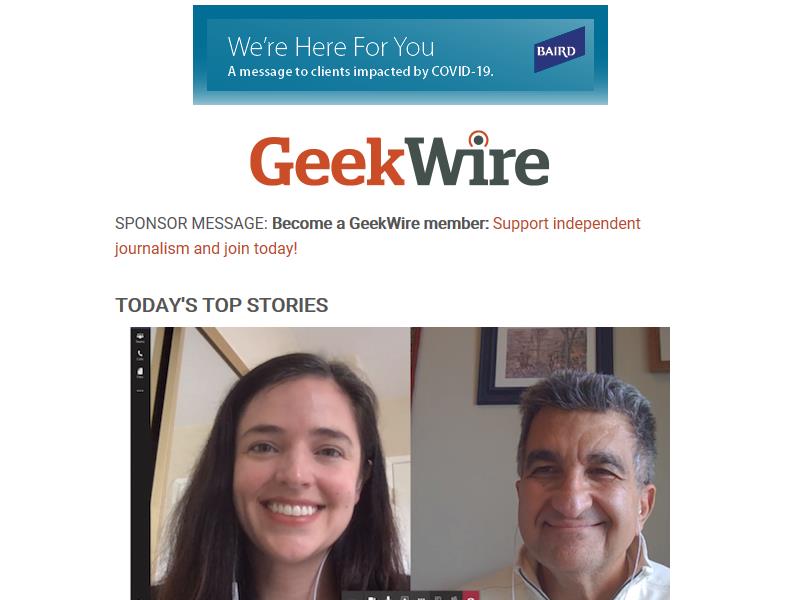 We're Here For You
A message to clients impacted by COVID-19.
BAIRD
GeekWire
SPONSOR MESSAGE: Become a GeekWire member: Support independent
journalism and join today!
TODAY'S TOP STORIES